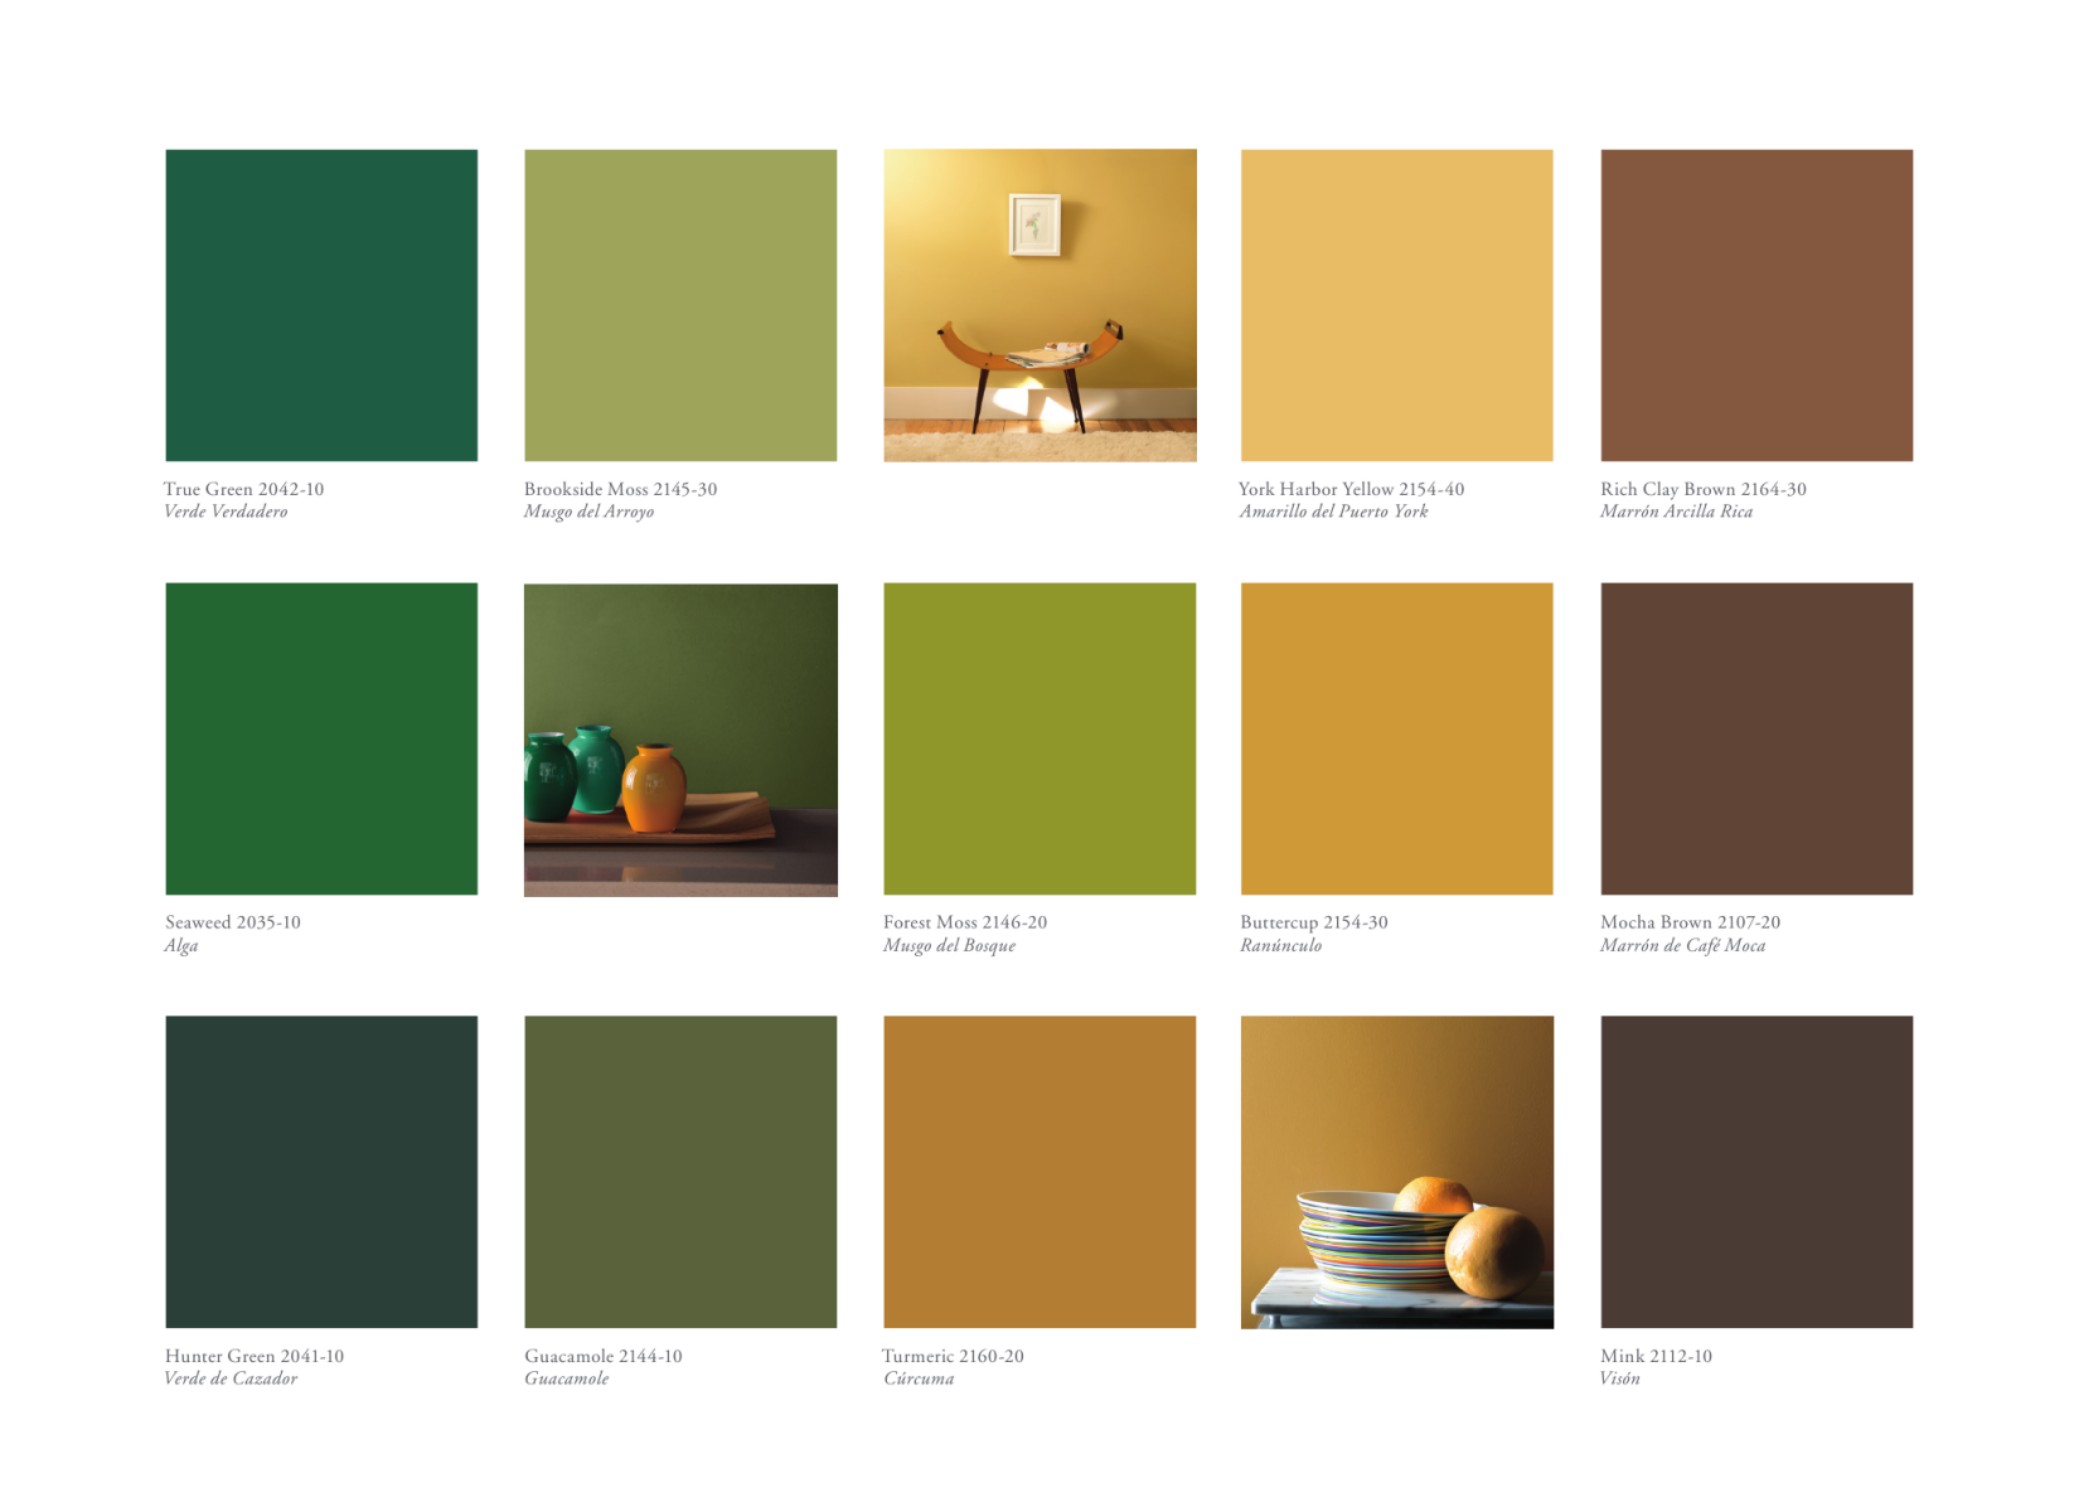 True Green 2042-10
Verde Verdadero
Brookside Moss 2145-30
Musgo del Arroyo
York Harbor Yellow 2154-40
Amarillo del Puerto York
Rich Clay Brown 2164-30
Marrón Arcilla Rica
Seaweed 2035-10
Alga
Forest Moss 2146-20
Musgo del Bosque
Buttercup 2154-30
Ranúnculo
Mocha Brown 2107-20
Marrón de Café Moca
Hunter Green 2041-10
Verde de Cazador
Guacamole 2144-10
Guacamole
Turmeric 2160-20
Cúrcuma
Mink 2112-10
Visón